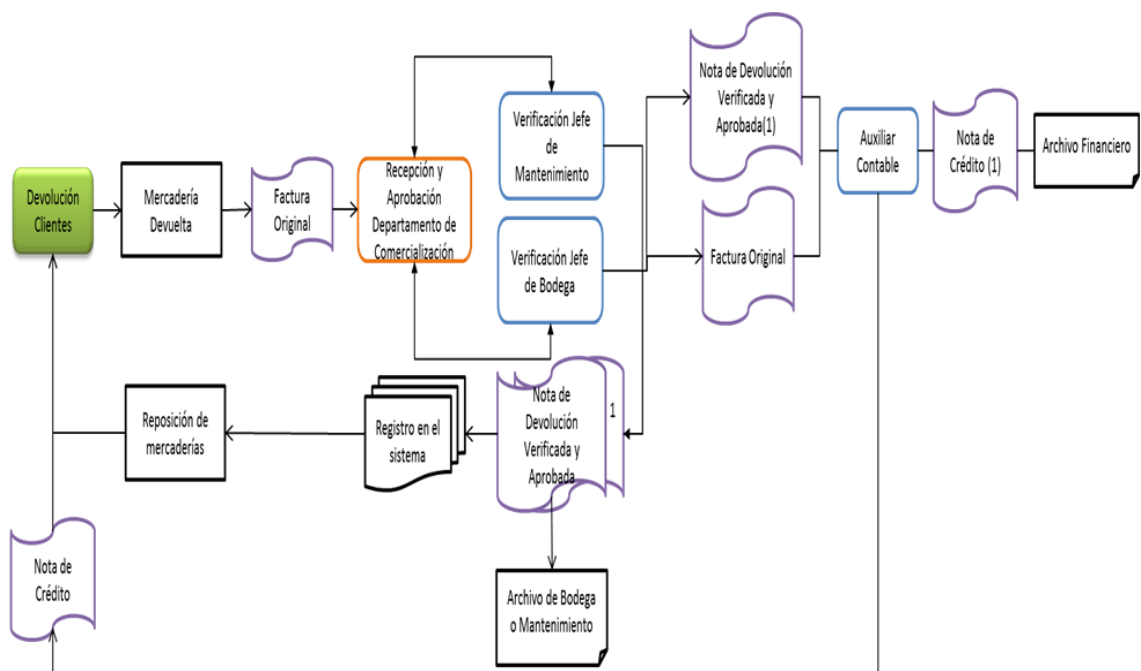 Devolución
Clientes
Mercadería
Devuelta
Factura
Original
Recepción y
Aprobación
Departamento de
Comercialización
Verificación Jefe
de
Mantenimiento
Verificación Jefe
de Bodega
Nota de Devolución
Verificada y
Aprobada(1)
Factura Original
Auxiliar
Contable
Nota de
Crédito (1)
Archivo Financiero
Reposición de
mercaderías
Registro en el
sistema
Nota de
Devolución
Verificada y
Aprobada
1
Nota de
Crédito
Archivo de Bodega
o Mantenimiento